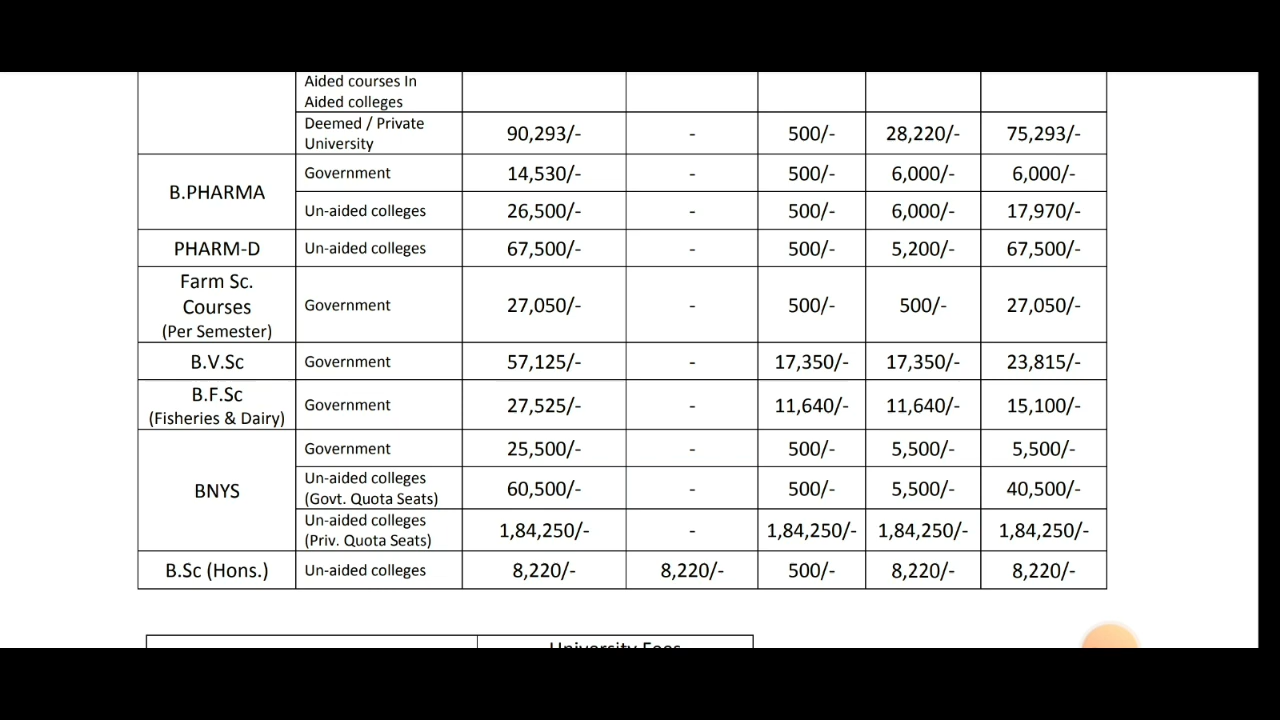 Aided courses In
Aided colleges
Deemed / Private
University 90,293/- - 500/- 28,220/- 75,293/-
B.PHARMA
Government 14,530/- - 500/- 6,000/- 6,000/-
Un-aided colleges 26,500/- - 500/- 6,000/- 17,970/-
PHARM-D Un-aided colleges 67,500/- - 500/- 5,200/- 67,500/-
Farm Sc.
Courses
(Per Semester) Government 27,050/- - 500/- 500/- 27,050/-
B.V.Sc Government 57,125/- - 17,350/- 17,350/- 23,815/-
B.F.Sc
(Fisheries & Dairy) Government 27,525/- - 11,640/- 11,640/- 15,100/-
BNYS
Government 25,500/- - 500/- 5,500/- 5,500/-
Un-aided colleges
(Govt. Quota Seats) 60,500/- - 500/- 5,500/- 40,500/-
Un-aided colleges
(Priv. Quota Seats) 1,84,250/- - 1,84,250/- 1,84,250/- 1,84,250/-
B.Sc (Hons.) Un-aided colleges 8,220/- 8,220/- 500/- 8,220/- 8,220/-
University Fees